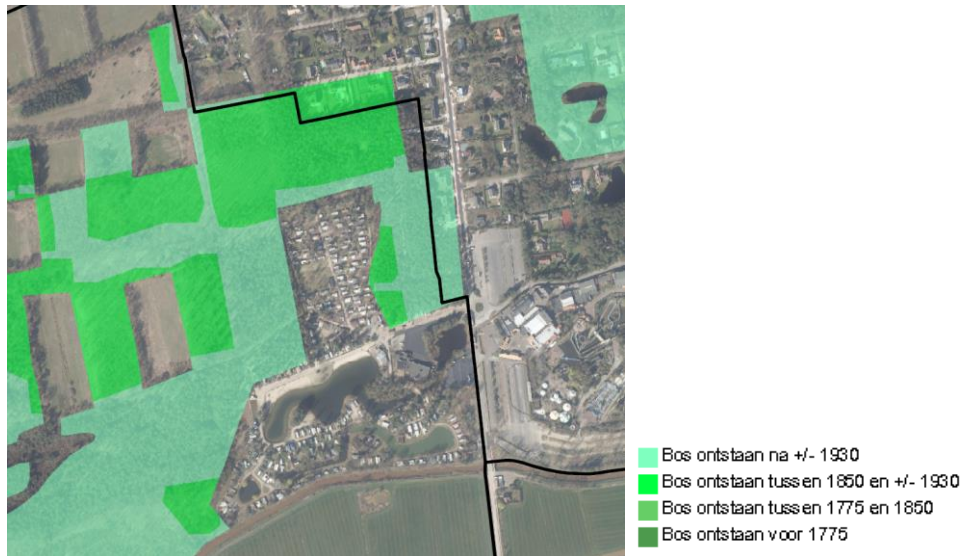 Bos ontstaan na +/- 1930
Bos ontstaan tussen 1850 en +/- 1930
Bos ontstaan tussen 1775 en 1850
Bos ontstaan voor 1775